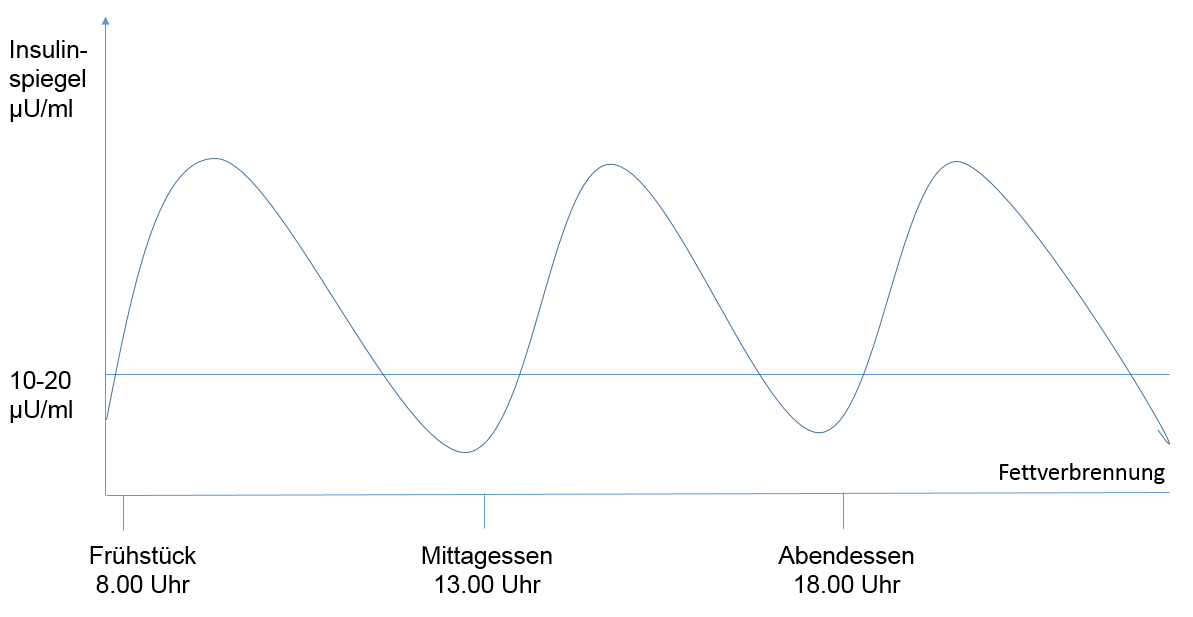 Insulin-
spiegel
µU/ml
10-20
µU/ml
Fettverbrennung
Frühstück
8.00 Uhr
Mittagessen
13.00 Uhr
Abendessen
18.00 Uhr